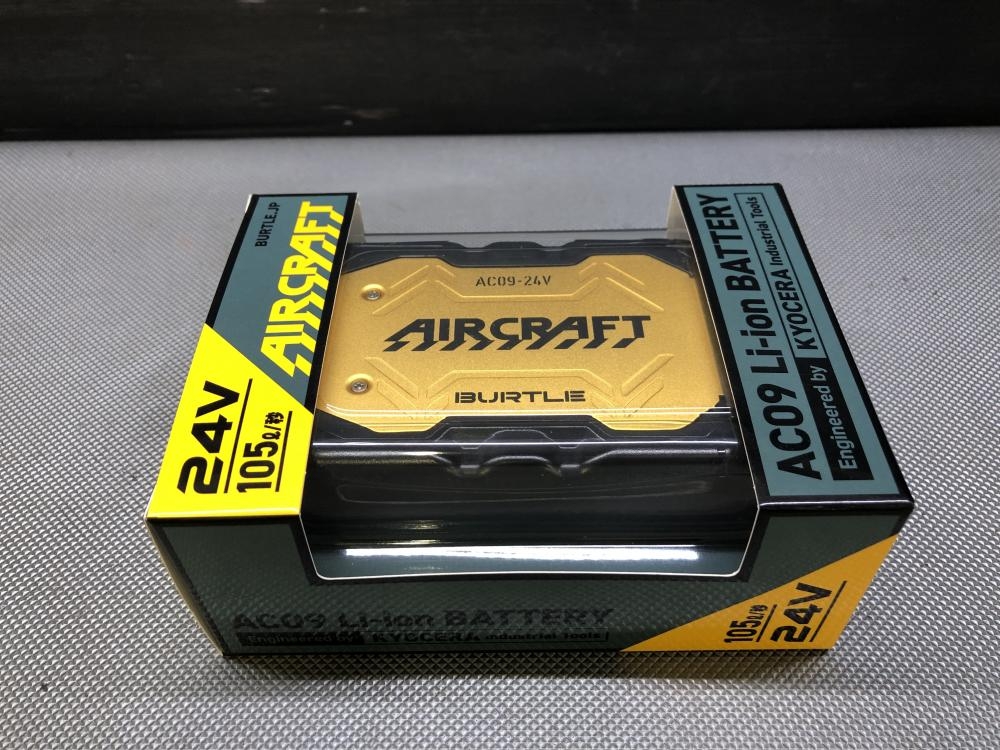 BURTLE.JP
AIRCRAFT
24V
105ℓ/秒
AC09-24V
AIRCRAFT
BURTLE
AC09 Li-ion BATTERY
Engineered by KYOCERA Industrial Tools
AC09 Li-ion BATTERY
Engineered by KYOCERA Industrial Tools
105ℓ/秒
24V